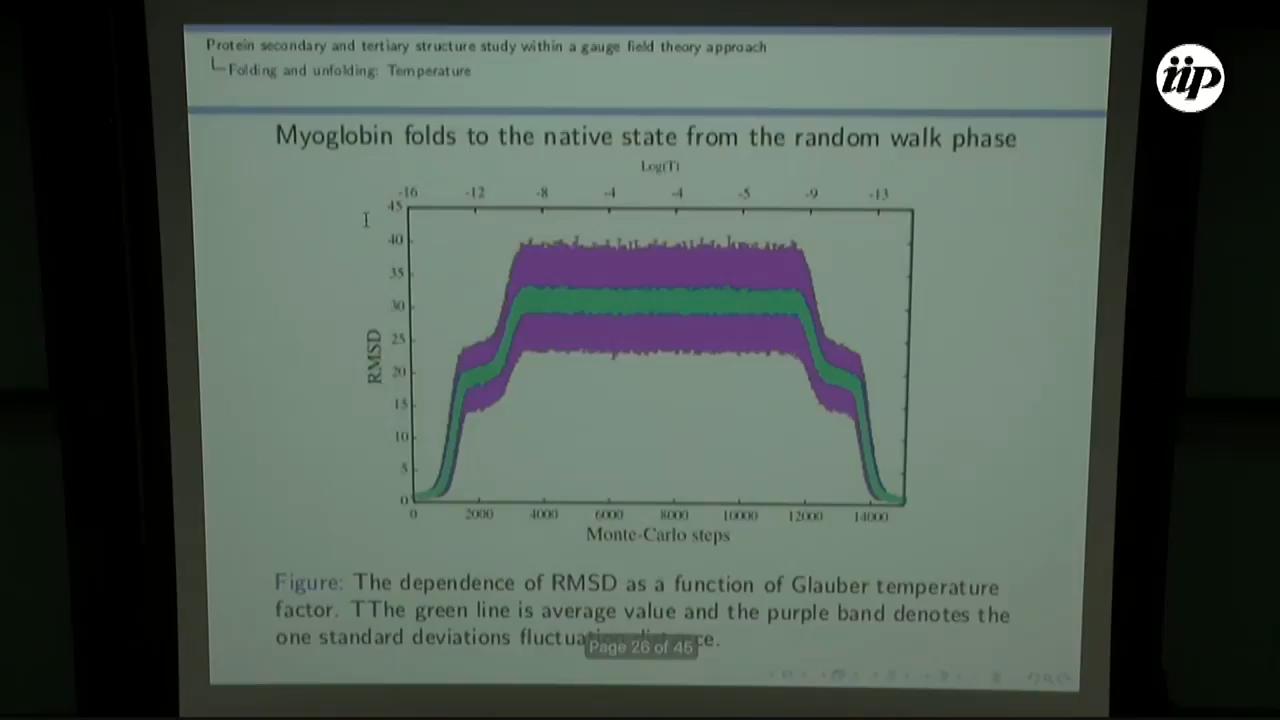 Protein secondary and tertiary structure study within a gauge field theory approach
Folding and unfolding: Temperature
iip
Myoglobin folds to the native state from the random walk phase
Log(T)
-16 -12 -8 -4 -4 -5 -9 -13
45
40
35
30
25
20
15
10
5
0
RMSD
0 2000 4000 6000 8000 10000 12000 14000
Monte-Carlo steps
Figure: The dependence of RMSD as a function of Glauber temperature
factor. TThe green line is average value and the purple band denotes the
one standard deviations
Page 26 of 45